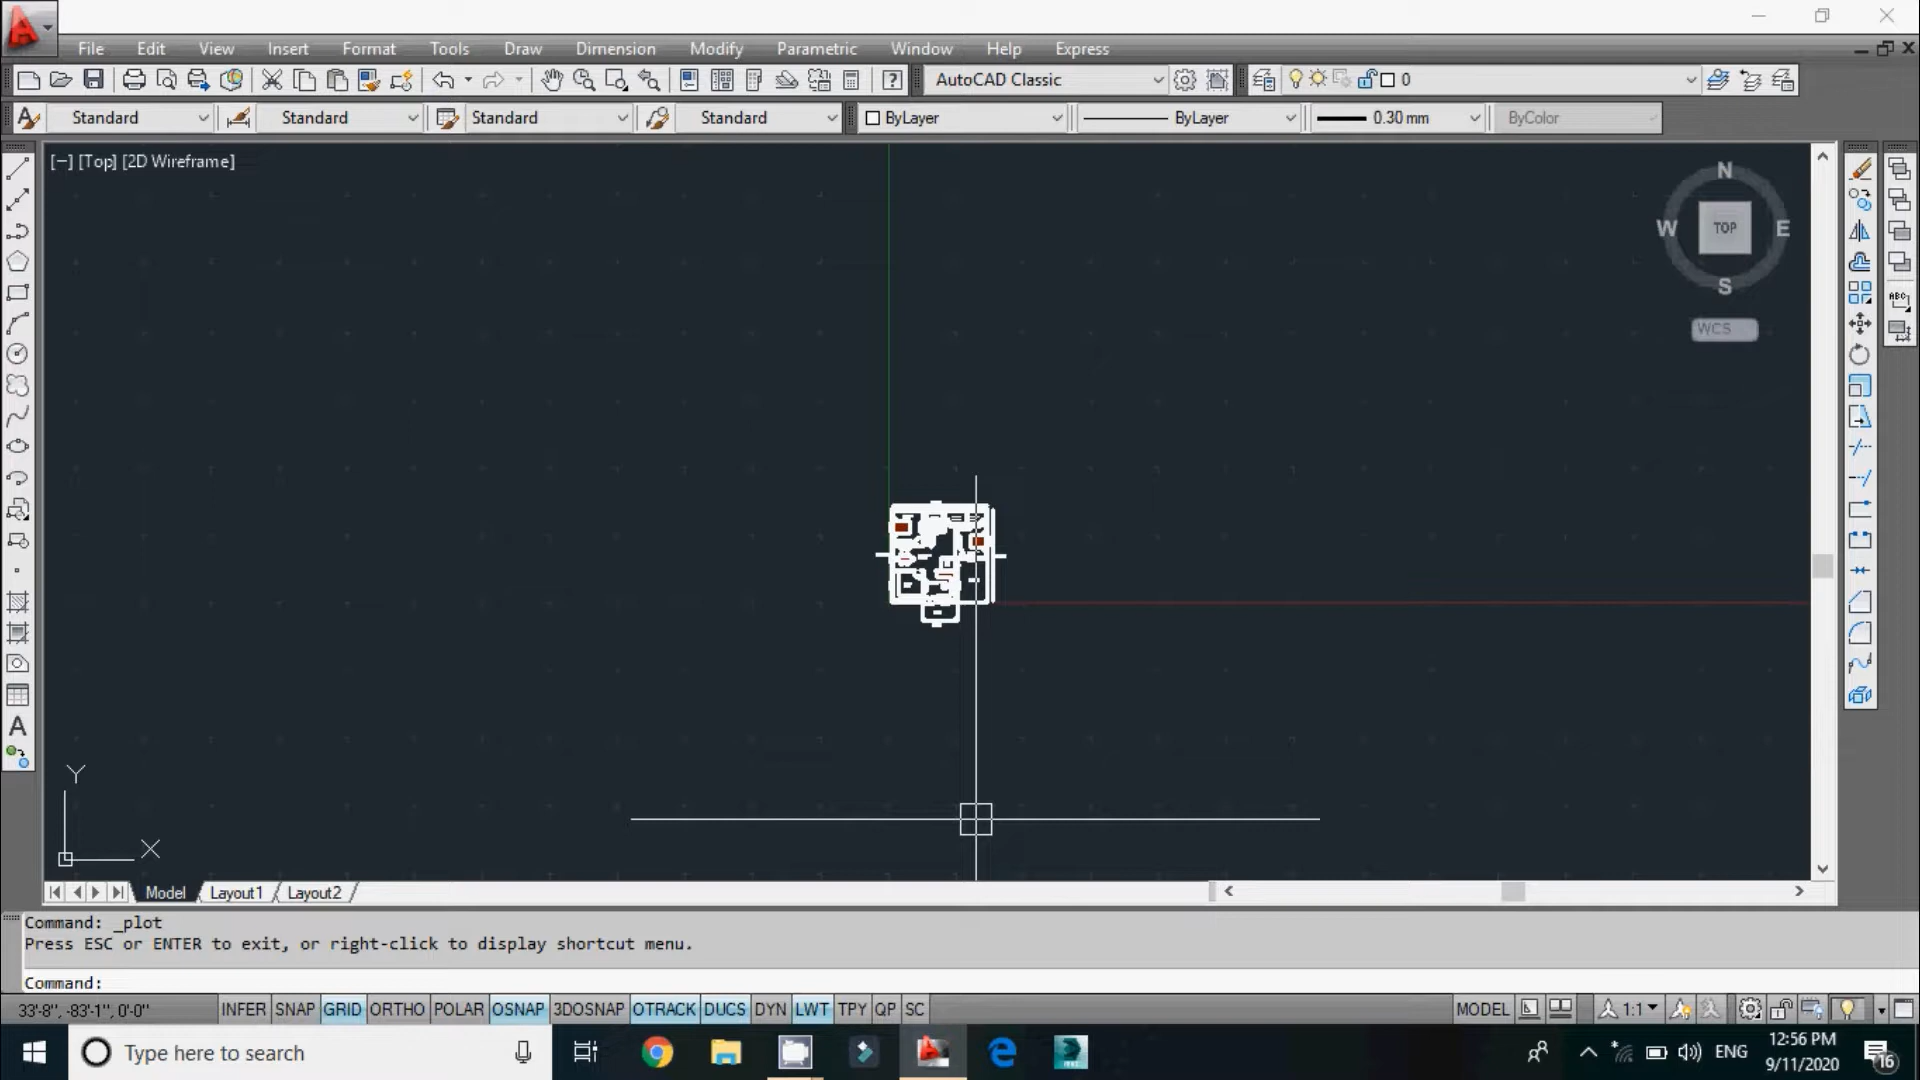 File Edit View Insert Format Tools Draw Dimension Modify Parametric Window Help Express
AutoCAD Classic 0
Standard Standard Standard Standard ByLayer ByLayer 0.30 mm ByColor
[−] [Top] [2D Wireframe]
N
W TOP E
S
WCS
ABC
A
Y
X
Model Layout1 Layout2
Command: _plot
Press ESC or ENTER to exit, or right-click to display shortcut menu.
Command:
33'-8", -83'-1", 0'-0" INFER SNAP GRID ORTHO POLAR OSNAP 3DOSNAP OTRACK DUCS DYN LWT TPY QP SC MODEL 1:1
Type here to search ENG 12:56 PM 16
9/11/2020